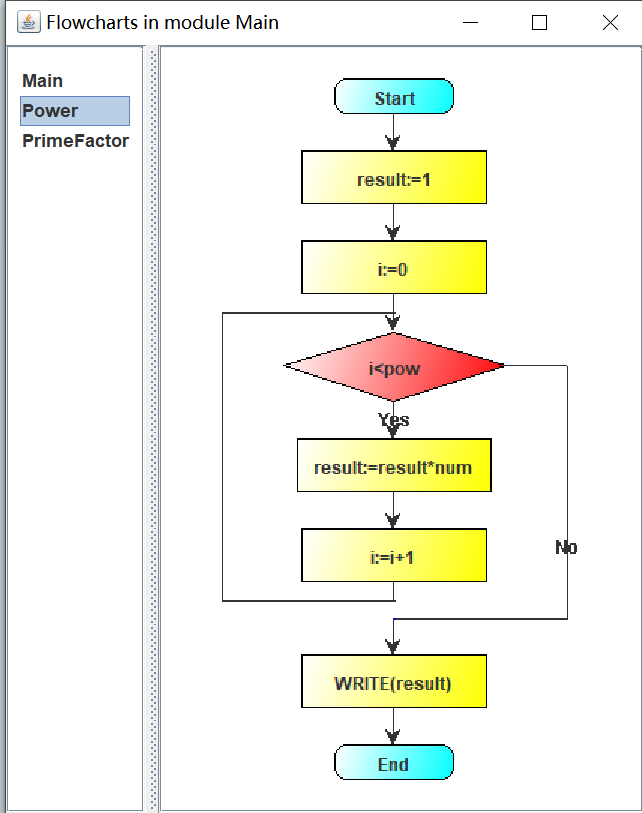 Flowcharts in module Main
Main
Power
PrimeFactor
Start
result:=1
i:=0
i<pow
Yes
result:=result*num
i:=i+1
No
WRITE(result)
End